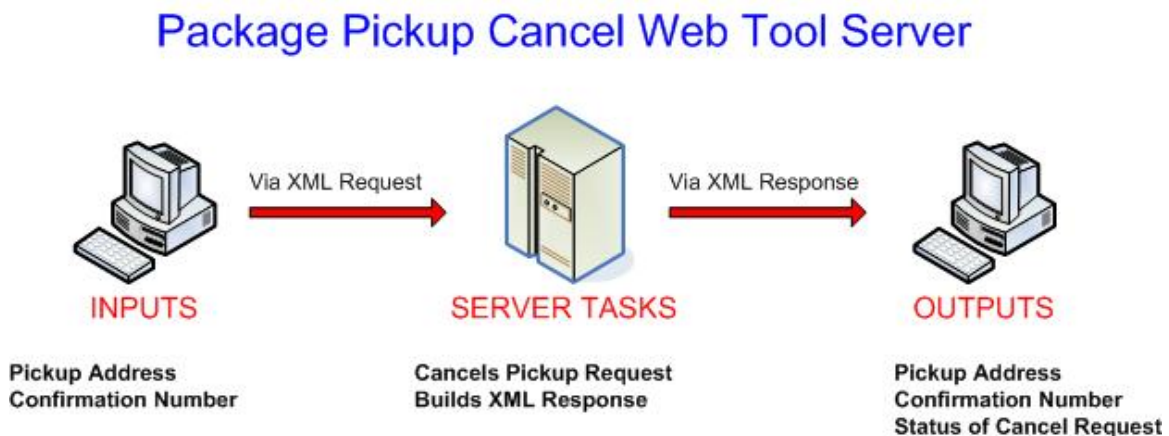 Package Pickup Cancel Web Tool Server
Via XML Request
Via XML Response
INPUTS
SERVER TASKS
OUTPUTS
Pickup Address
Confirmation Number
Cancels Pickup Request
Builds XML Response
Pickup Address
Confirmation Number
Status of Cancel Request